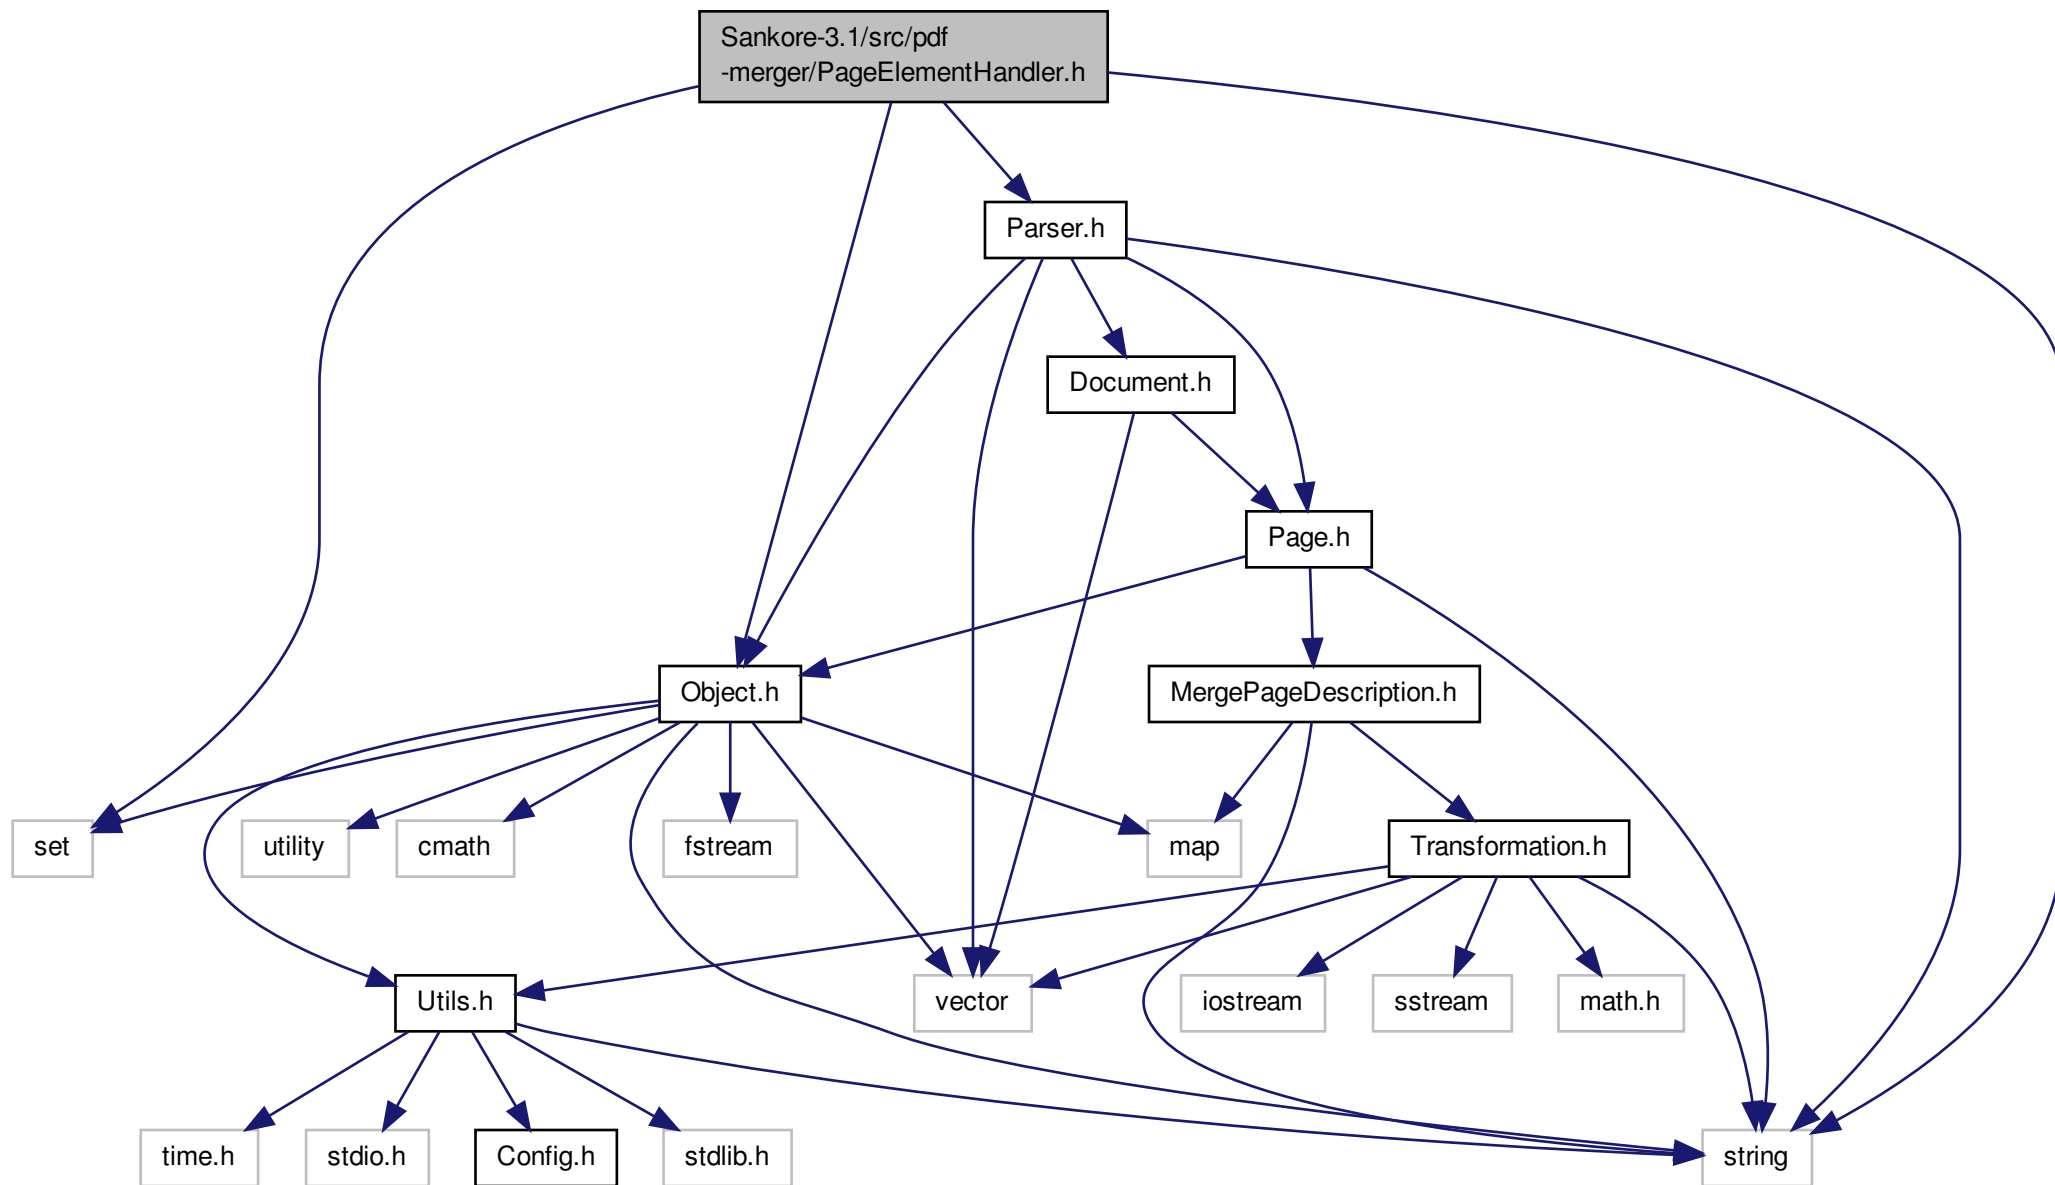 Sankore-3.1/src/pdf
-merger/PageElementHandler.h
Parser.h
Document.h
Page.h
Object.h
MergePageDescription.h
set
utility
cmath
fstream
map
Transformation.h
Utils.h
vector
iostream
sstream
math.h
time.h
stdio.h
Config.h
stdlib.h
string